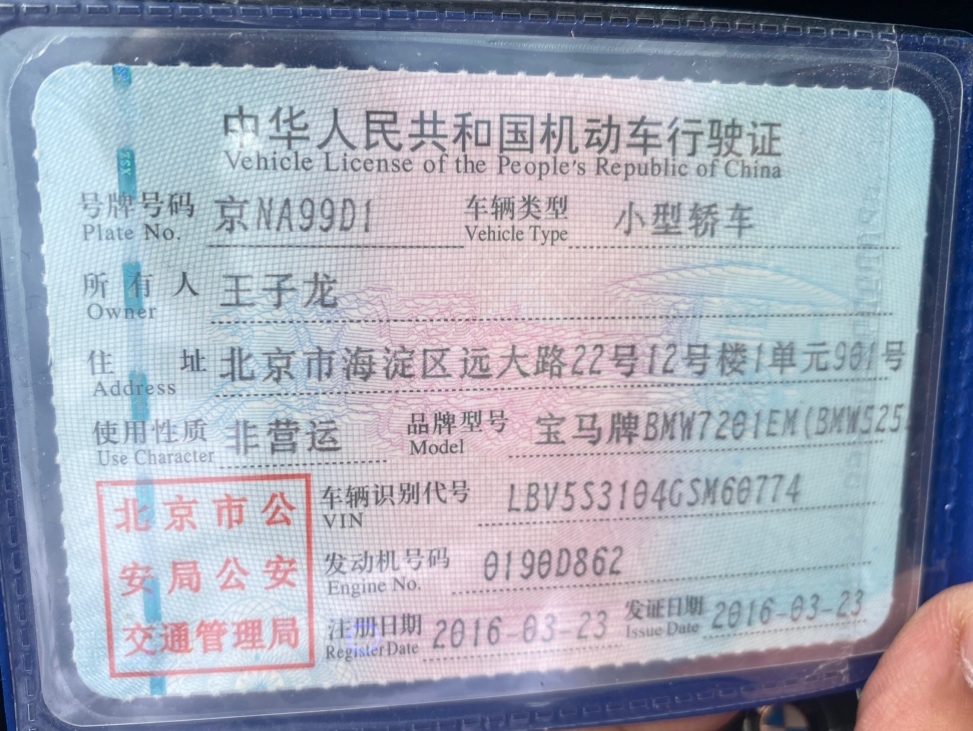 中华人民共和国机动车行驶证
Vehicle License of the People's Republic of China
号牌号码 京NA99D1 车辆类型 小型轿车
Plate No. Vehicle Type
所有人 王子龙
Owner
住址 北京市海淀区远大路22号12号楼1单元901号
Address
使用性质 非营运 品牌型号 宝马牌BMW7201EM(BMW525
Use Character Model
车辆识别代号 LBV5S3104GSM60774
VIN
发动机号码 0190D862
Engine No.
注册日期 2016-03-23 发证日期 2016-03-23
Register Date Issue Date
北京市公
安局公安
交通管理局